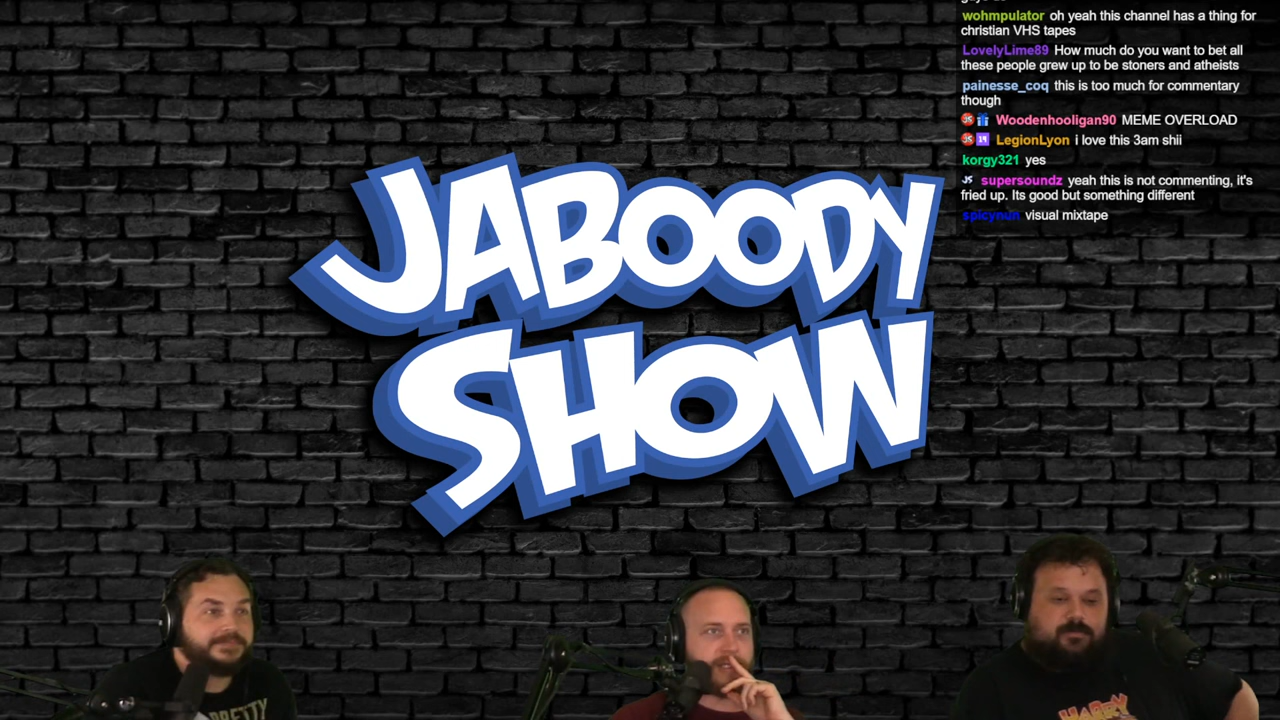 wohmpulator oh yeah this channel has a thing for
christian VHS tapes
LovelyLime89 How much do you want to bet all
these people grew up to be stoners and atheists
painesse_coq this is too much for commentary
though
Woodenhooligan90 MEME OVERLOAD
LegionLyon i love this 3am shii
korgy321 yes
supersoundz yeah this is not commenting, it's
fried up. Its good but something different
spicynun visual mixtape
JABOODY
SHOW
PRETTY